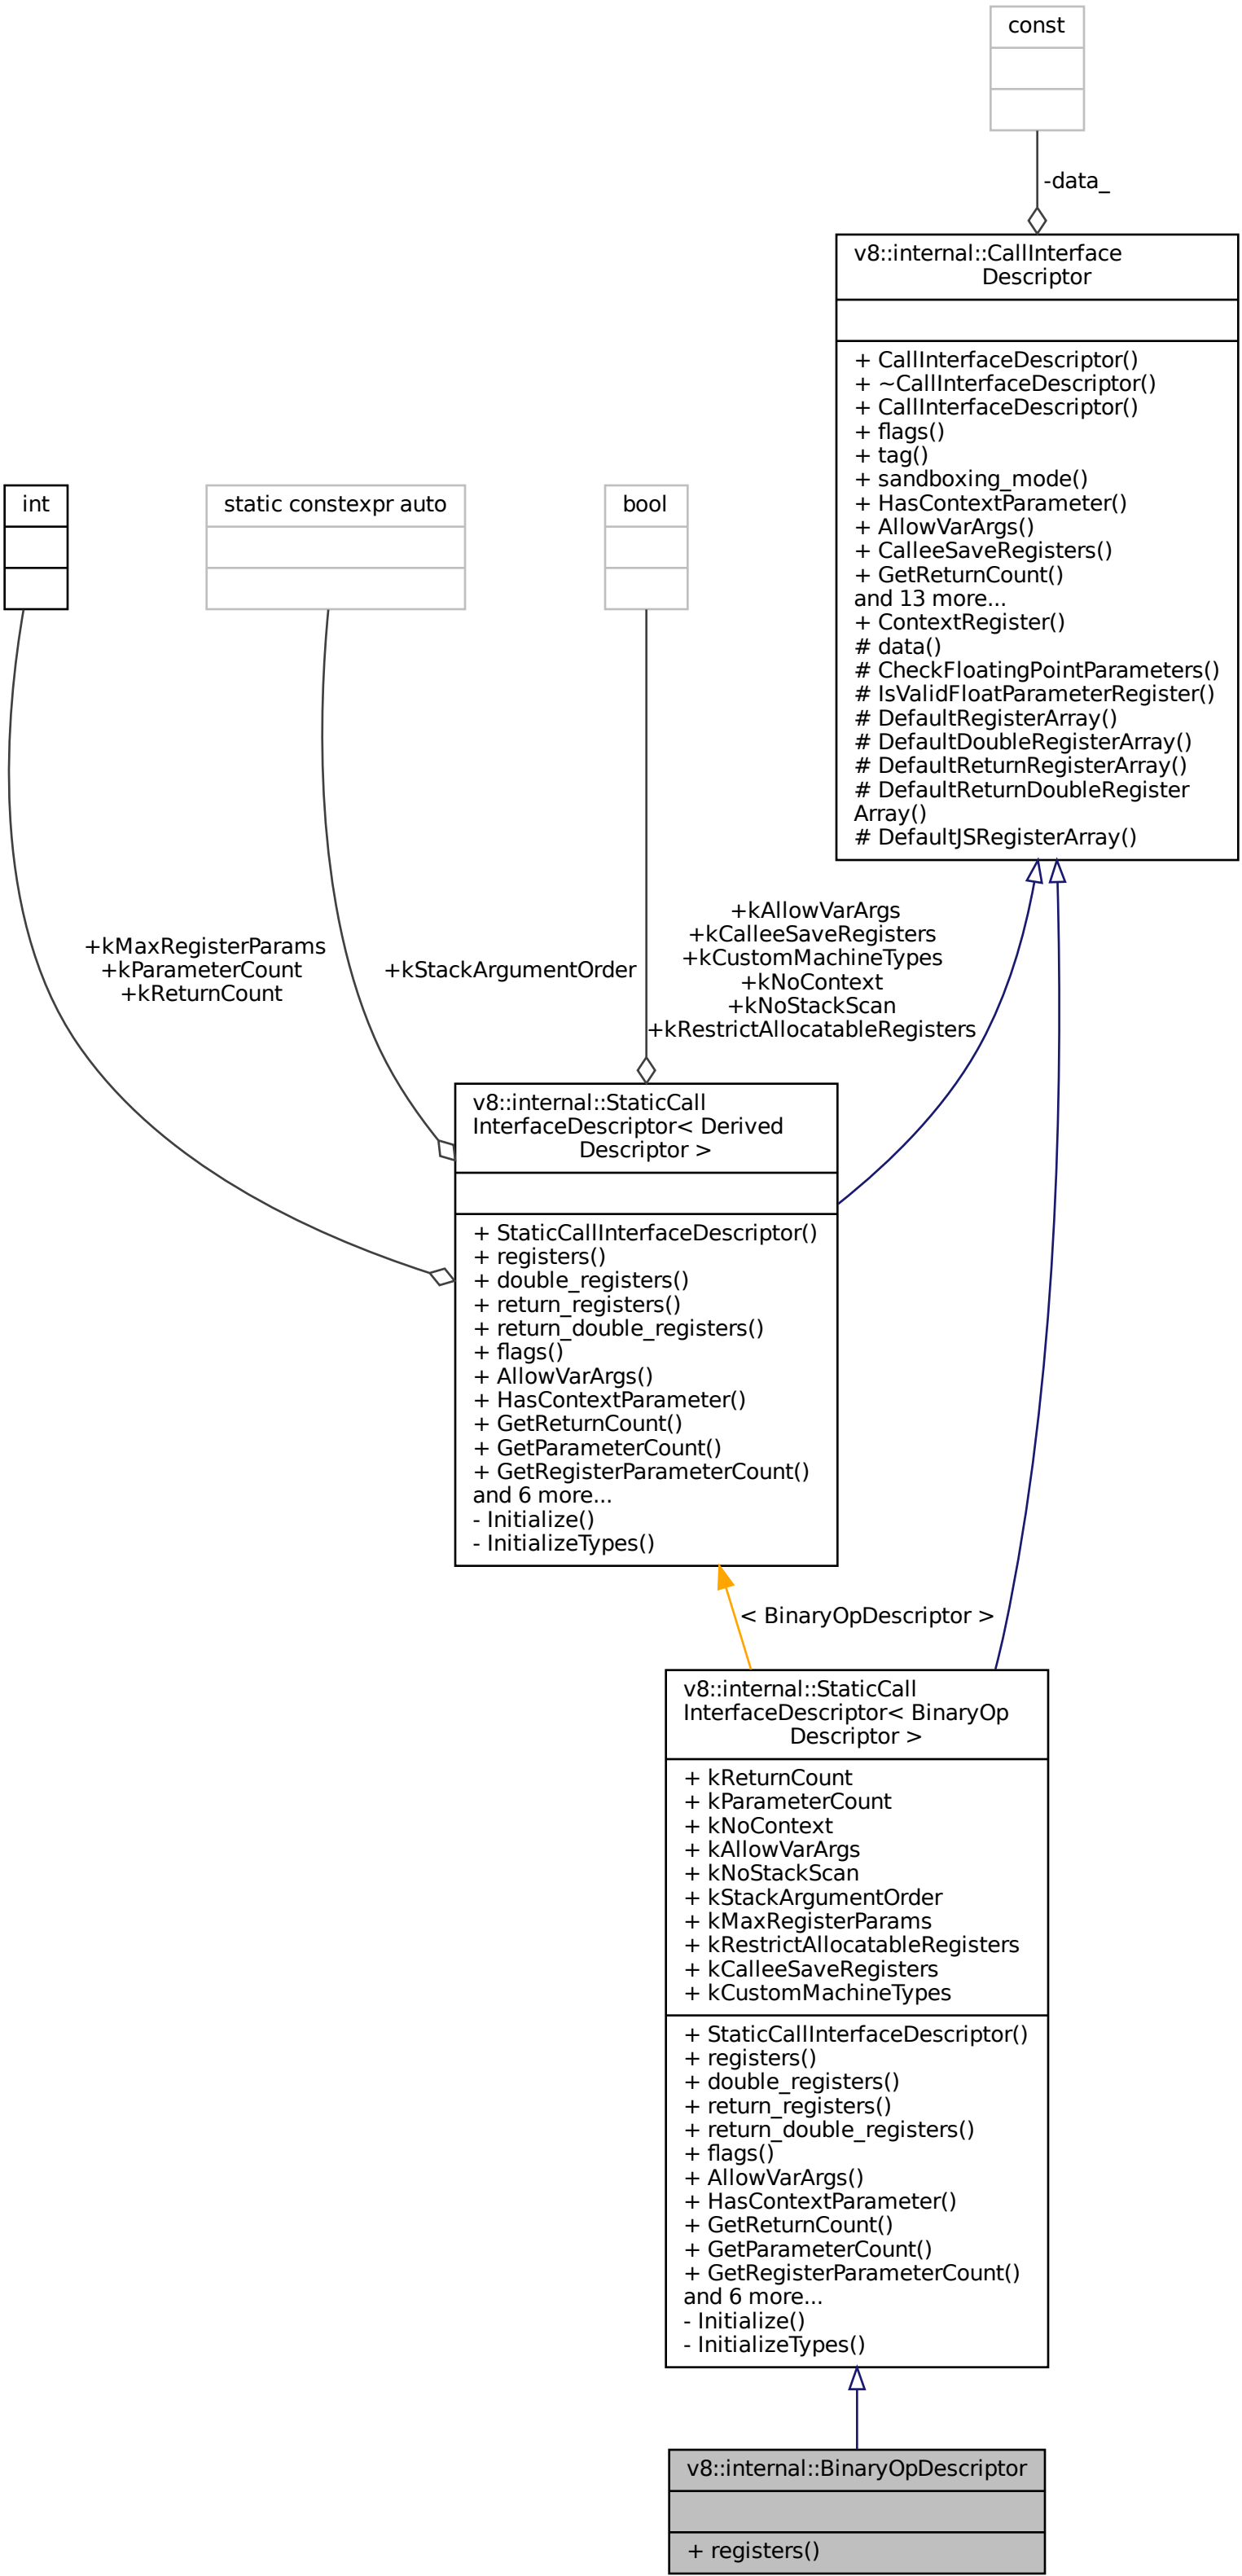 const
-data_
v8::internal::CallInterface
Descriptor
+ CallInterfaceDescriptor()
+ ~CallInterfaceDescriptor()
+ CallInterfaceDescriptor()
+ flags()
+ tag()
+ sandboxing_mode()
+ HasContextParameter()
+ AllowVarArgs()
+ CalleeSaveRegisters()
+ GetReturnCount()
and 13 more...
+ ContextRegister()
# data()
# CheckFloatingPointParameters()
# IsValidFloatParameterRegister()
# DefaultRegisterArray()
# DefaultDoubleRegisterArray()
# DefaultReturnRegisterArray()
# DefaultReturnDoubleRegister
Array()
# DefaultJSRegisterArray()
int
static constexpr auto
bool
+kMaxRegisterParams
+kParameterCount
+kReturnCount
+kStackArgumentOrder
+kAllowVarArgs
+kCalleeSaveRegisters
+kCustomMachineTypes
+kNoContext
+kNoStackScan
+kRestrictAllocatableRegisters
v8::internal::StaticCall
InterfaceDescriptor< Derived
Descriptor >
+ StaticCallInterfaceDescriptor()
+ registers()
+ double_registers()
+ return_registers()
+ return_double_registers()
+ flags()
+ AllowVarArgs()
+ HasContextParameter()
+ GetReturnCount()
+ GetParameterCount()
+ GetRegisterParameterCount()
and 6 more...
- Initialize()
- InitializeTypes()
< BinaryOpDescriptor >
v8::internal::StaticCall
InterfaceDescriptor< BinaryOp
Descriptor >
+ kReturnCount
+ kParameterCount
+ kNoContext
+ kAllowVarArgs
+ kNoStackScan
+ kStackArgumentOrder
+ kMaxRegisterParams
+ kRestrictAllocatableRegisters
+ kCalleeSaveRegisters
+ kCustomMachineTypes
+ StaticCallInterfaceDescriptor()
+ registers()
+ double_registers()
+ return_registers()
+ return_double_registers()
+ flags()
+ AllowVarArgs()
+ HasContextParameter()
+ GetReturnCount()
+ GetParameterCount()
+ GetRegisterParameterCount()
and 6 more...
- Initialize()
- InitializeTypes()
v8::internal::BinaryOpDescriptor
+ registers()